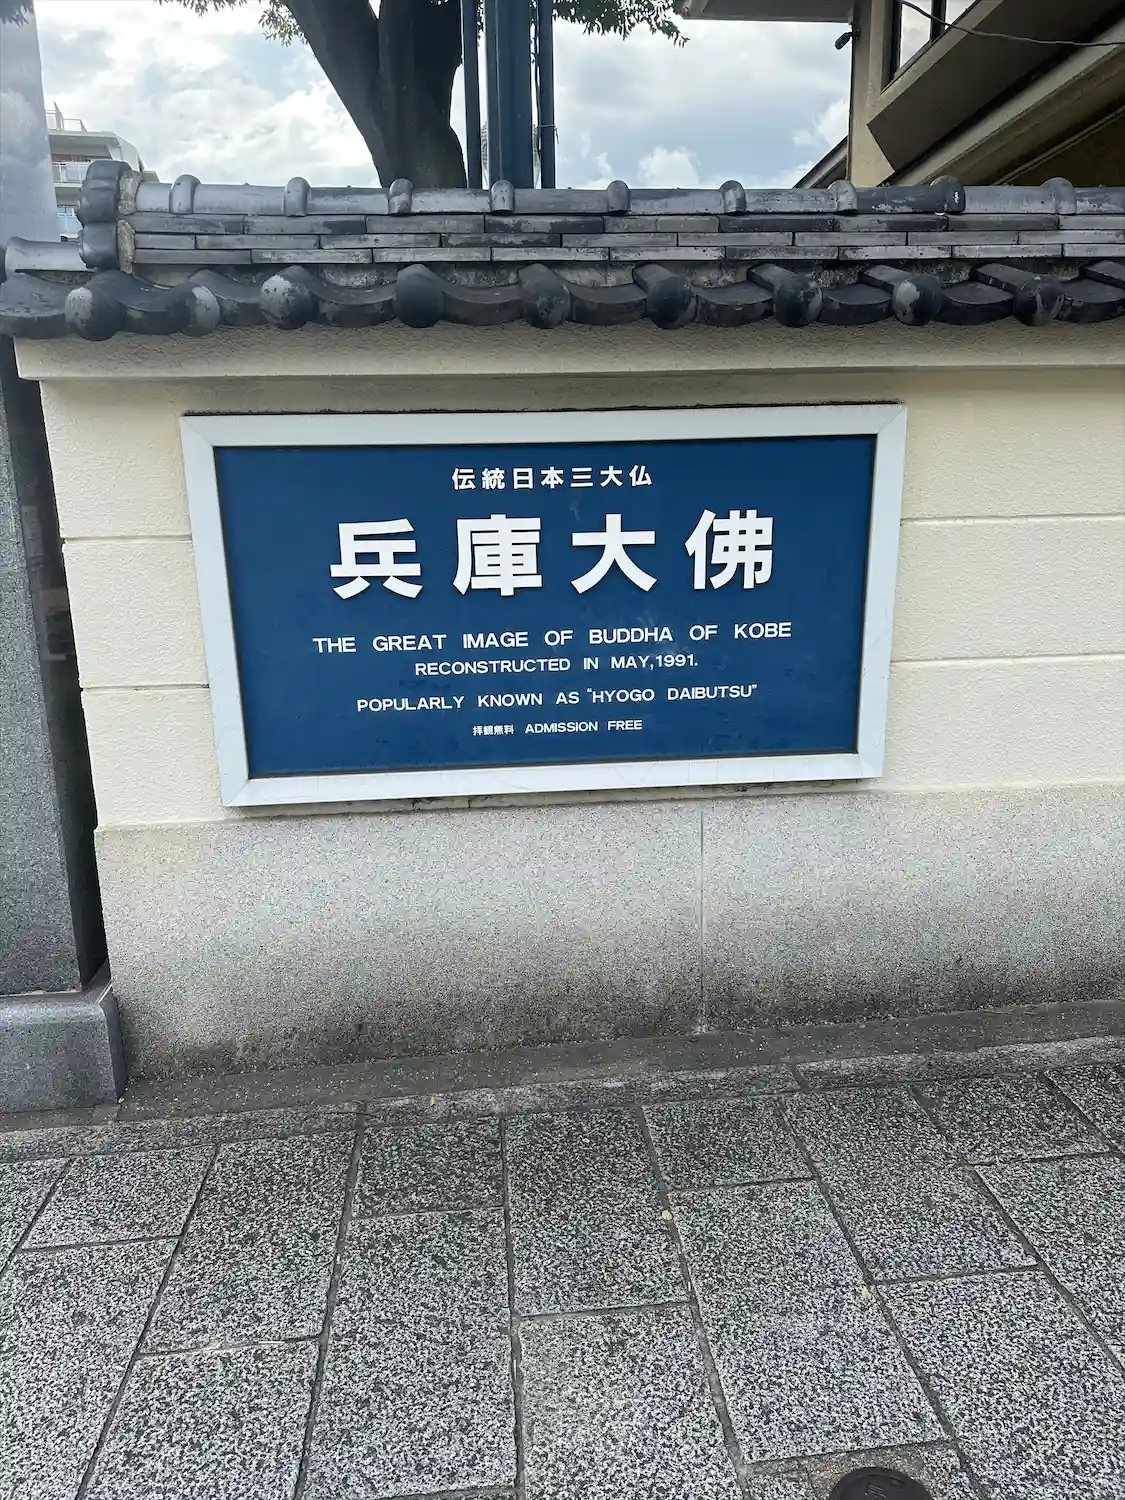 伝統日本三大仏
兵庫大佛
THE GREAT IMAGE OF BUDDHA OF KOBE
RECONSTRUCTED IN MAY,1991.
POPULARLY KNOWN AS "HYOGO DAIBUTSU"
拝観無料 ADMISSION FREE